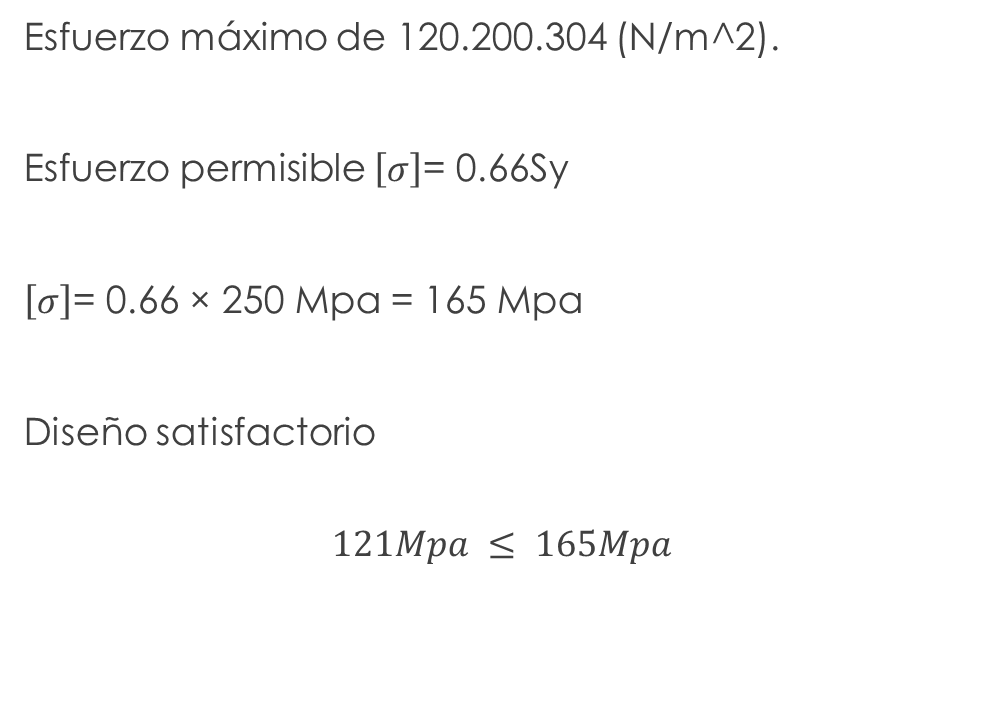 Esfuerzo máximo de 120.200.304 (N/m^2).
Esfuerzo permisible [𝜎]= 0.66Sy
[𝜎]= 0.66 × 250 Mpa = 165 Mpa
Diseño satisfactorio
121𝑀𝑝𝑎 ≤ 165𝑀𝑝𝑎